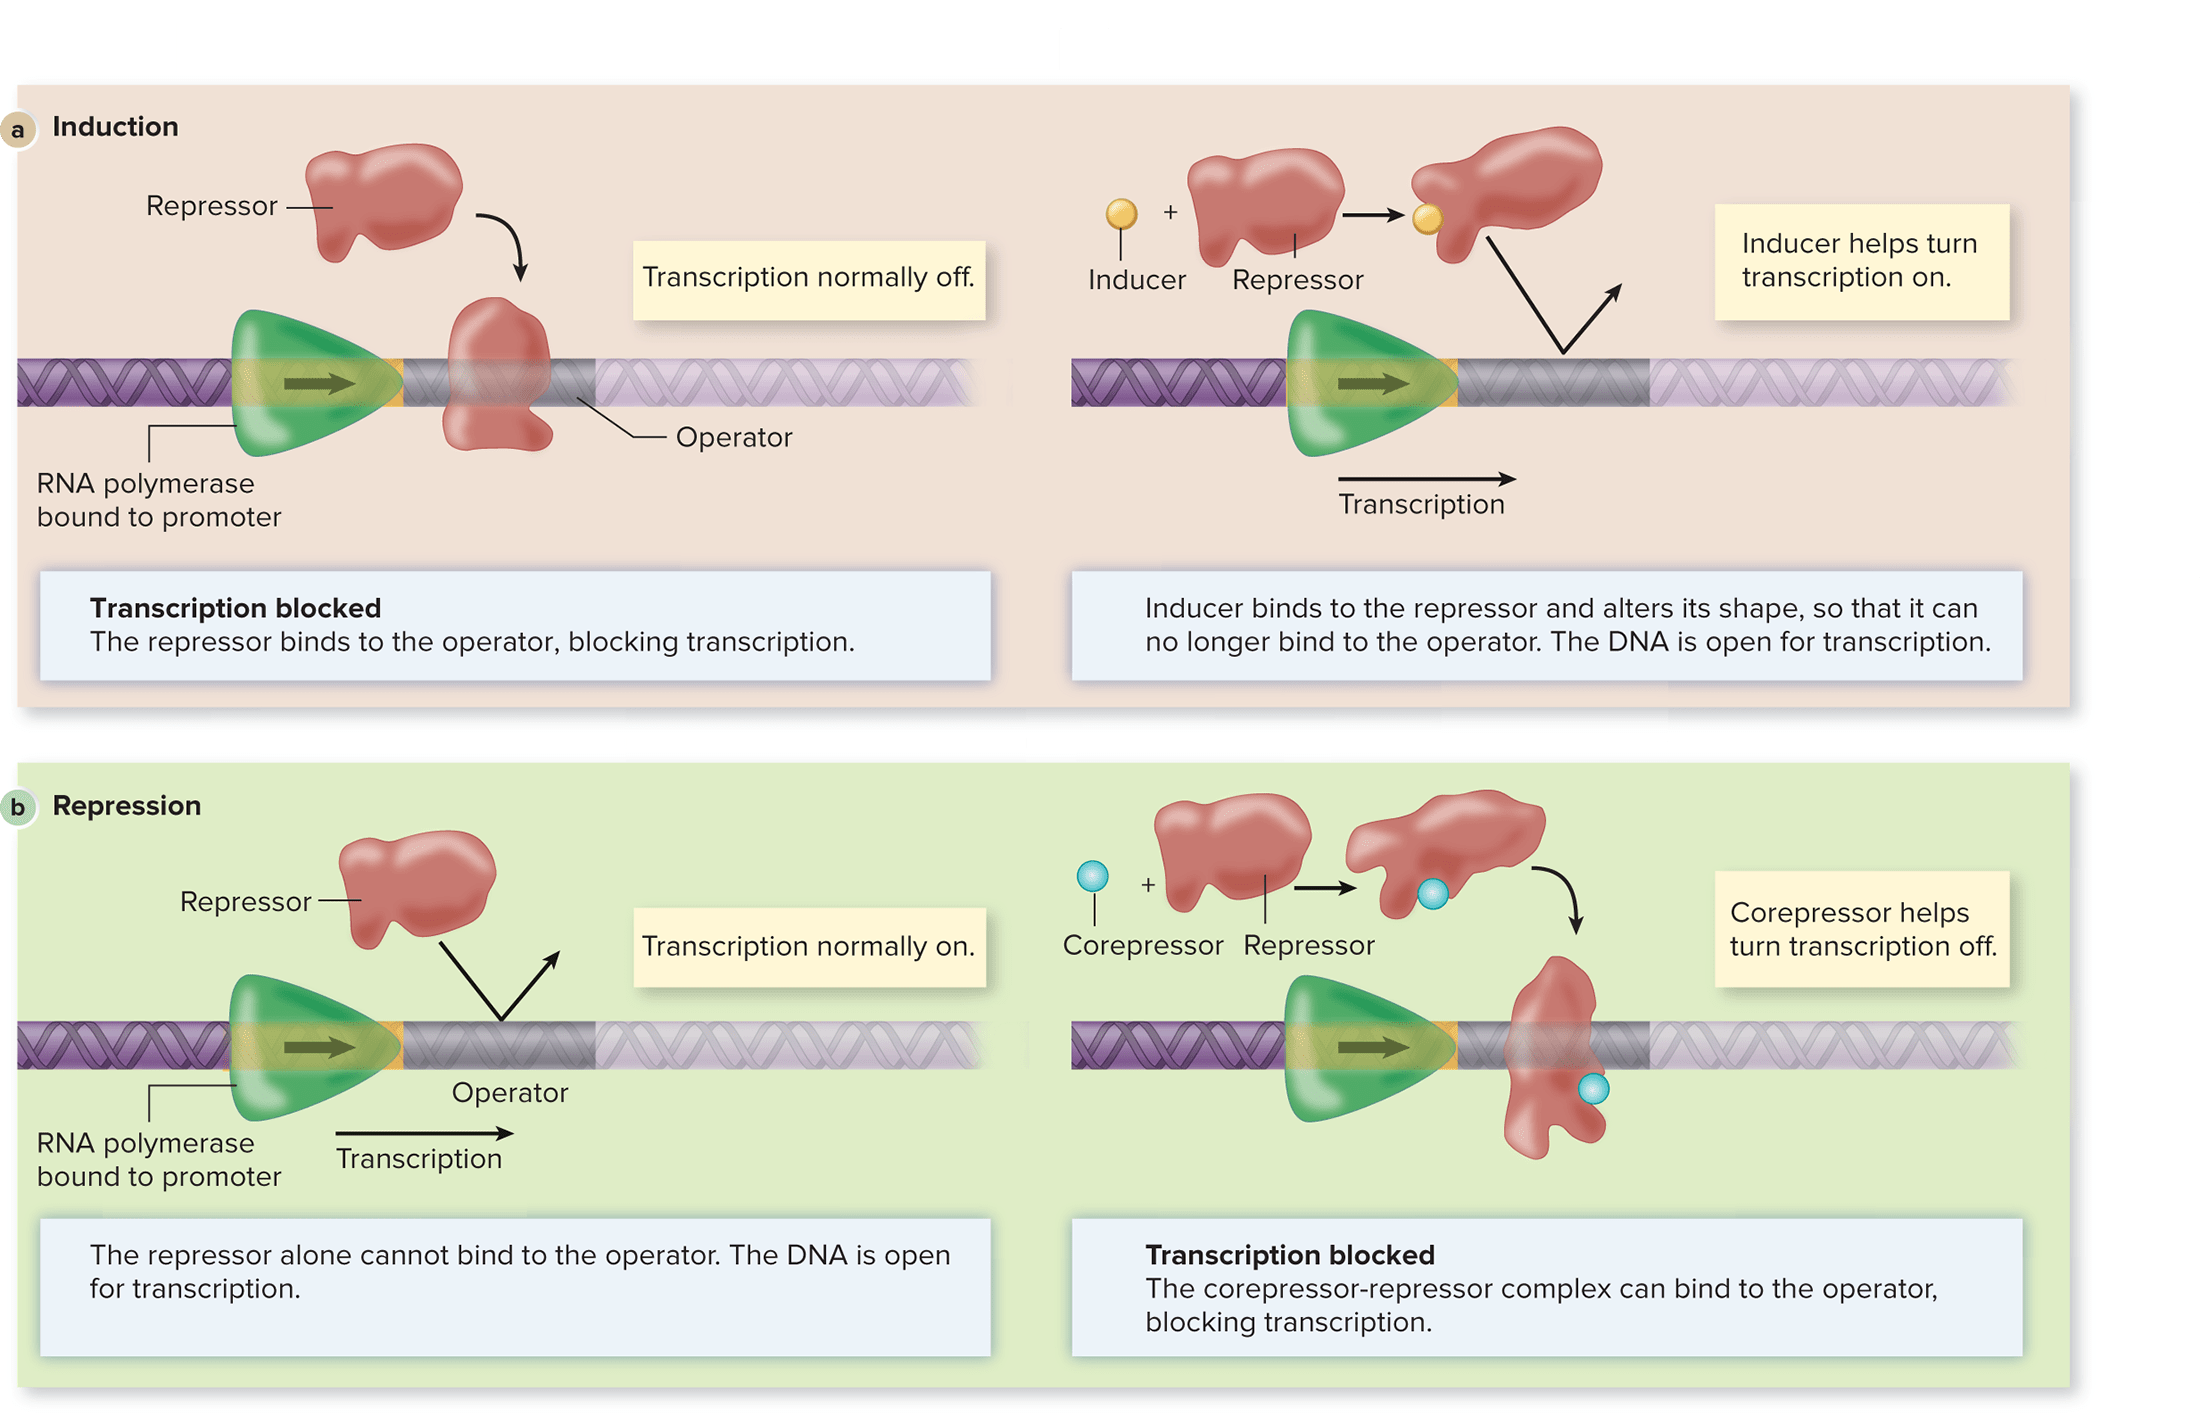 a Induction
Repressor
Transcription normally off.
Operator
RNA polymerase
bound to promoter
Transcription blocked
The repressor binds to the operator, blocking transcription.
+
Inducer
Repressor
Inducer helps turn
transcription on.
Transcription
Inducer binds to the repressor and alters its shape, so that it can
no longer bind to the operator. The DNA is open for transcription.
b Repression
Repressor
Transcription normally on.
Operator
RNA polymerase
bound to promoter
Transcription
The repressor alone cannot bind to the operator. The DNA is open
for transcription.
+
Corepressor
Repressor
Corepressor helps
turn transcription off.
Transcription blocked
The corepressor-repressor complex can bind to the operator,
blocking transcription.